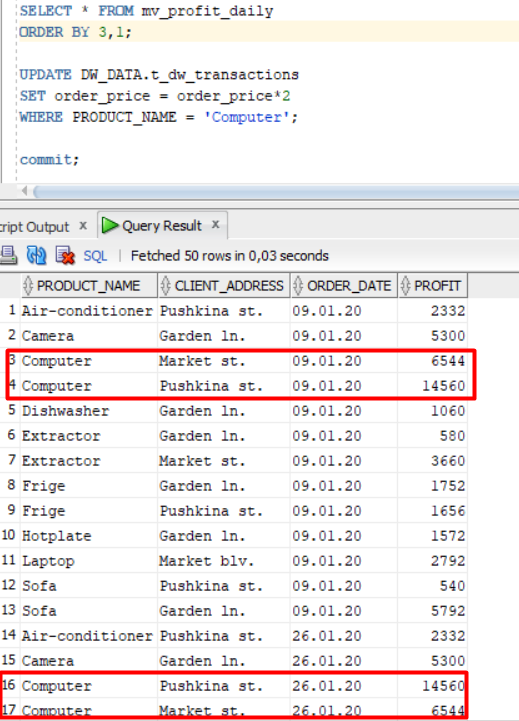 SELECT * FROM mv_profit_daily
ORDER BY 3,1;
UPDATE DW_DATA.t_dw_transactions
SET order_price = order_price*2
WHERE PRODUCT_NAME = 'Computer';
commit;
cript Output x Query Result x
SQL | Fetched 50 rows in 0,03 seconds
PRODUCT_NAME CLIENT_ADDRESS ORDER_DATE PROFIT
1 Air-conditioner Pushkina st. 09.01.20 2332
2 Camera Garden ln. 09.01.20 5300
3 Computer Market st. 09.01.20 6544
4 Computer Pushkina st. 09.01.20 14560
5 Dishwasher Garden ln. 09.01.20 1060
6 Extractor Garden ln. 09.01.20 580
7 Extractor Market st. 09.01.20 3660
8 Frige Garden ln. 09.01.20 1752
9 Frige Pushkina st. 09.01.20 1656
10 Hotplate Garden ln. 09.01.20 1572
11 Laptop Market blv. 09.01.20 2792
12 Sofa Pushkina st. 09.01.20 540
13 Sofa Garden ln. 09.01.20 5792
14 Air-conditioner Pushkina st. 26.01.20 2332
15 Camera Garden ln. 26.01.20 5300
16 Computer Pushkina st. 26.01.20 14560
17 Computer Market st. 26.01.20 6544